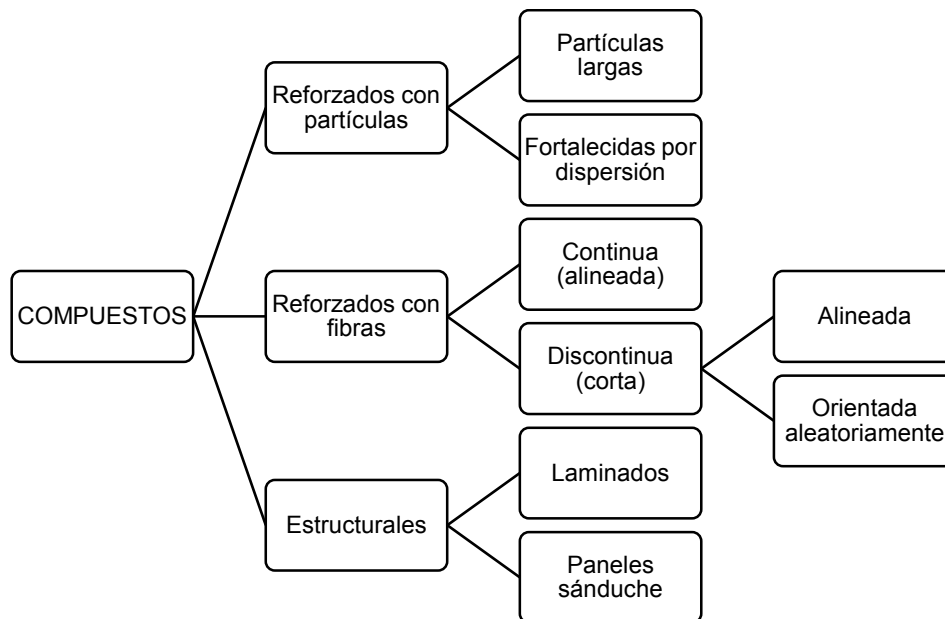 COMPUESTOS
Reforzados con
partículas
Partículas
largas
Fortalecidas por
dispersión
Reforzados con
fibras
Continua
(alineada)
Discontinua
(corta)
Alineada
Orientada
aleatoriamente
Estructurales
Laminados
Paneles
sánduche